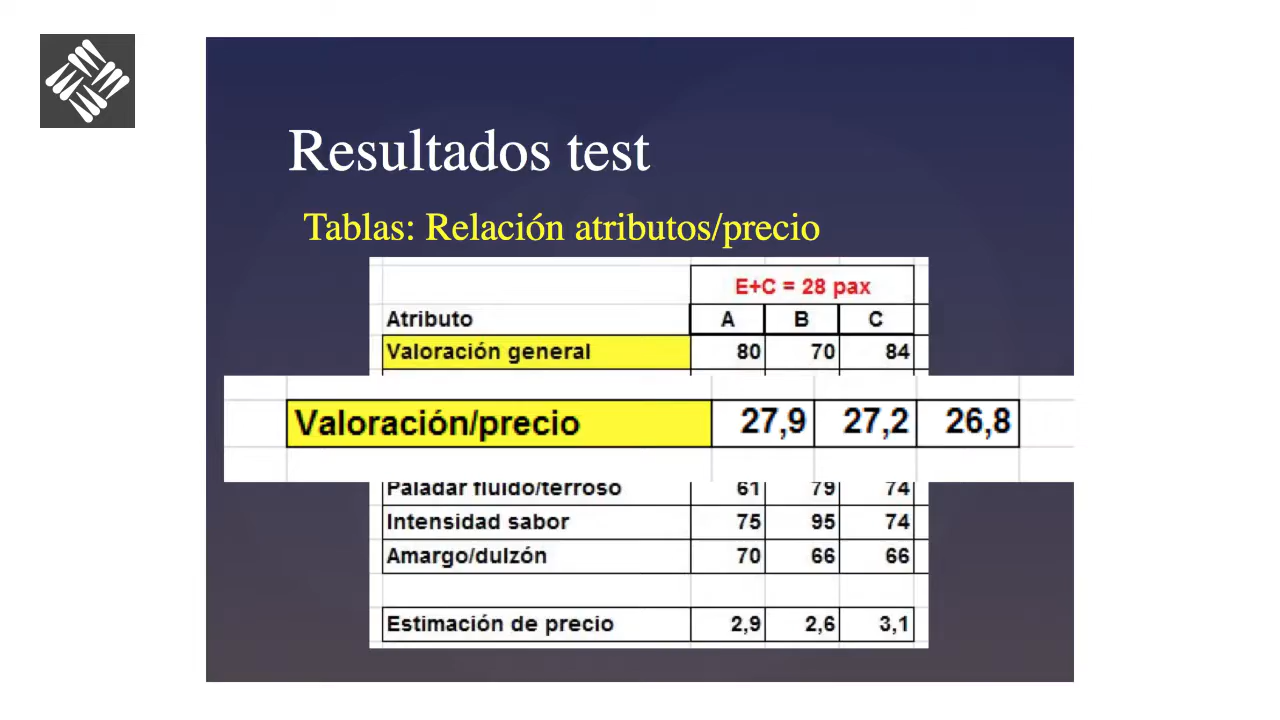 Resultados test
Tablas: Relación atributos/precio
E+C = 28 pax
Atributo A B C
Valoración general 80 70 84
Valoración/precio 27,9 27,2 26,8
Paladar fluido/terroso 61 79 74
Intensidad sabor 75 95 74
Amargo/dulzón 70 66 66
Estimación de precio 2,9 2,6 3,1